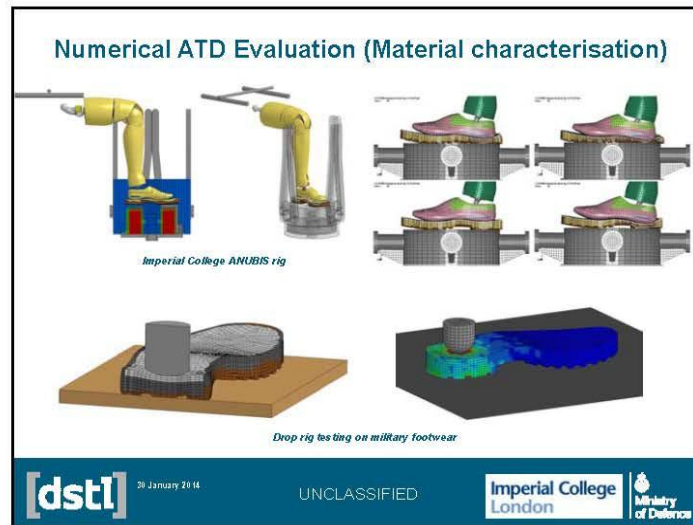 Numerical ATD Evaluation (Material characterisation)
Imperial College ANUBIS rig
Drop rig testing on military footwear
[dstl]
20 January 2014
UNCLASSIFIED
Imperial College
London
Ministry
of Defence